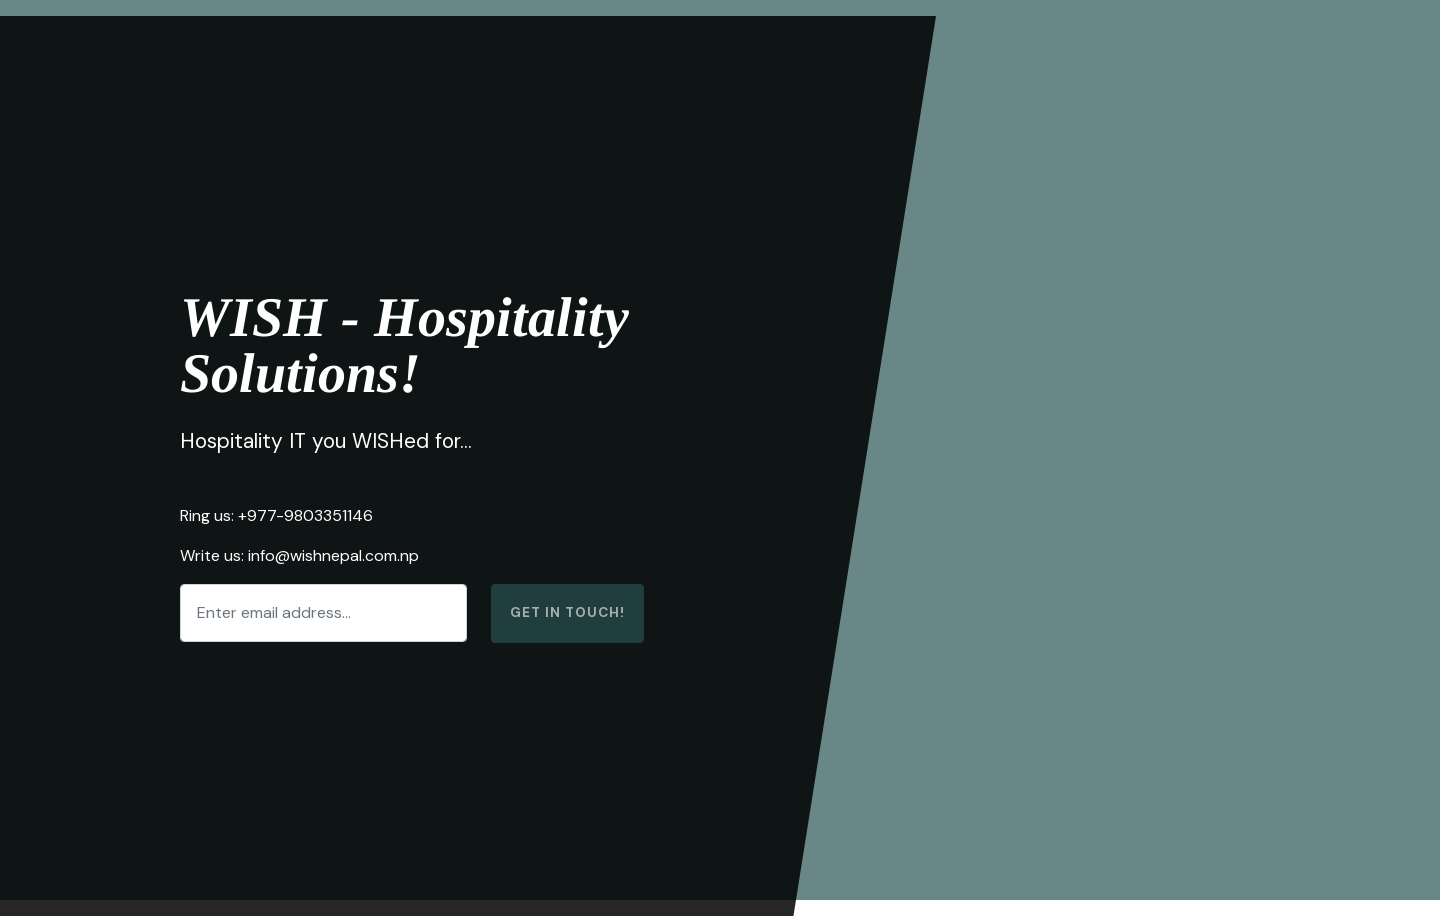 WISH - Hospitality
Solutions!
Hospitality IT you WISHed for...
Ring us: +977-9803351146
Write us: info@wishnepal.com.np
Enter email address...
GET IN TOUCH!